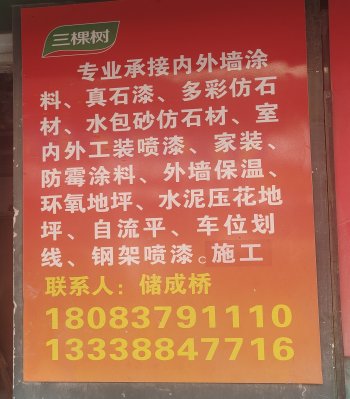 三棵树
专业承接内外墙涂
料、真石漆、多彩仿石
材、水包砂仿石材、室
内外工装喷漆、家装、
防霉涂料、外墙保温、
环氧地坪、水泥压花地
坪、自流平、车位划
线、钢架喷漆。施工
联系人：储成桥
18083791110
13338847716